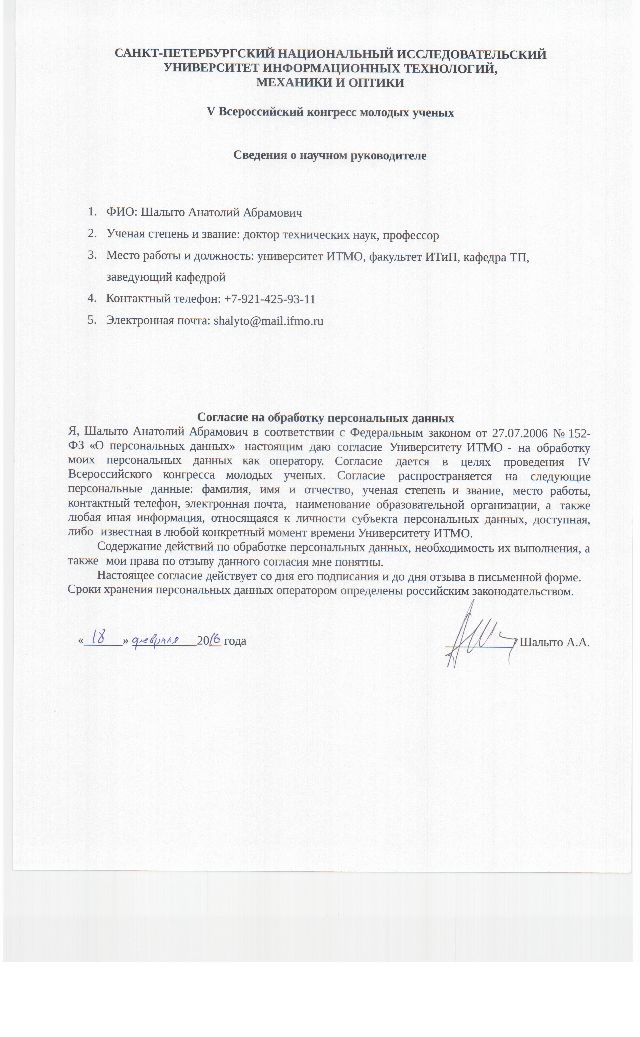 САНКТ-ПЕТЕРБУРГСКИЙ НАЦИОНАЛЬНЫЙ ИССЛЕДОВАТЕЛЬСКИЙ
УНИВЕРСИТЕТ ИНФОРМАЦИОННЫХ ТЕХНОЛОГИЙ,
МЕХАНИКИ И ОПТИКИ
V Всероссийский конгресс молодых ученых
Сведения о научном руководителе
1. ФИО: Шалыто Анатолий Абрамович
2. Ученая степень и звание: доктор технических наук, профессор
3. Место работы и должность: университет ИТМО, факультет ИТиП, кафедра ТП,
заведующий кафедрой
4. Контактный телефон: +7-921-425-93-11
5. Электронная почта: shalyto@mail.ifmo.ru
Согласие на обработку персональных данных
Я, Шалыто Анатолий Абрамович в соответствии с Федеральным законом от 27.07.2006 № 152-
ФЗ «О персональных данных» настоящим даю согласие Университету ИТМО - на обработку
моих персональных данных как оператору. Согласие дается в целях проведения IV
Всероссийского конгресса молодых ученых. Согласие распространяется на следующие
персональные данные: фамилия, имя и отчество, ученая степень и звание, место работы,
контактный телефон, электронная почта, наименование образовательной организации, а также
любая иная информация, относящаяся к личности субъекта персональных данных, доступная,
либо известная в любой конкретный момент времени Университету ИТМО.
Содержание действий по обработке персональных данных, необходимость их выполнения, а
также мои права по отзыву данного согласия мне понятны.
Настоящее согласие действует со дня его подписания и до дня отзыва в письменной форме.
Сроки хранения персональных данных оператором определены российским законодательством.
«18» февраля 2016 года Шалыто А.А.